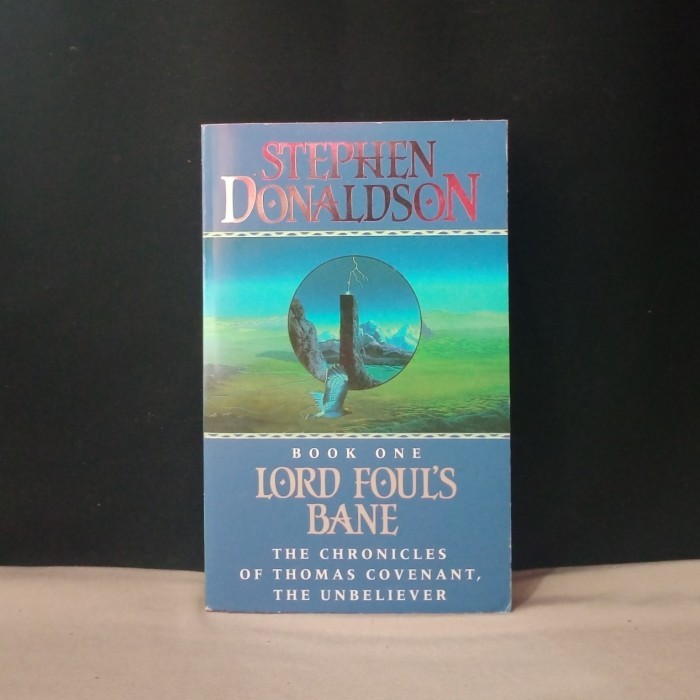 STEPHEN
DONALDSON
BOOK ONE
LORD FOUL'S
BANE
THE CHRONICLES
OF THOMAS COVENANT,
THE UNBELIEVER